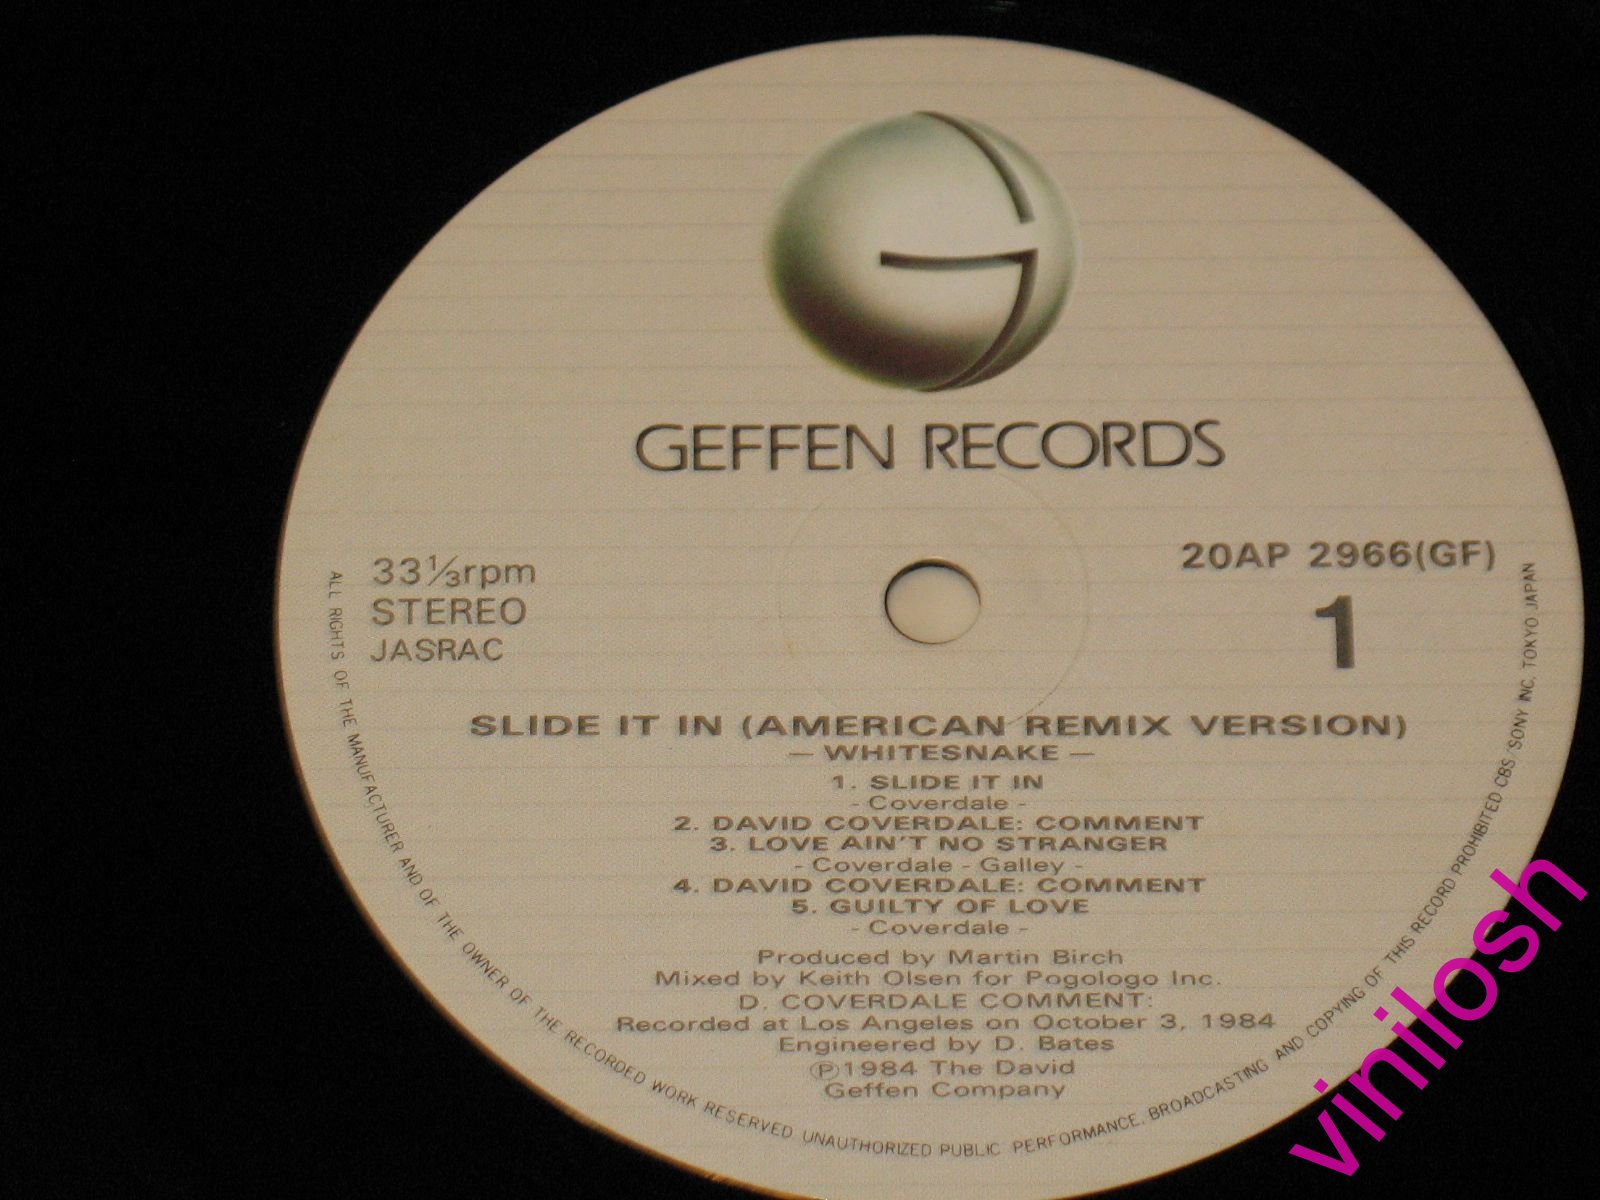 GEFFEN RECORDS
33⅓rpm
STEREO
JASRAC
20AP 2966(GF)
1
SLIDE IT IN (AMERICAN REMIX VERSION)
— WHITESNAKE —
1. SLIDE IT IN
- Coverdale -
2. DAVID COVERDALE: COMMENT
3. LOVE AIN'T NO STRANGER
- Coverdale - Galley -
4. DAVID COVERDALE: COMMENT
5. GUILTY OF LOVE
- Coverdale -
Produced by Martin Birch
Mixed by Keith Olsen for Pogologo Inc.
D. COVERDALE COMMENT:
Recorded at Los Angeles on October 3, 1984
Engineered by D. Bates
Ⓟ1984 The David
Geffen Company
ALL RIGHTS OF THE MANUFACTURER AND OF THE OWNER OF THE RECORDED WORK RESERVED UNAUTHORIZED PUBLIC PERFORMANCE. BROADCASTING AND COPYING OF THIS RECORD PROHIBITED CBS/SONY INC. TOKYO JAPAN
vinilosh